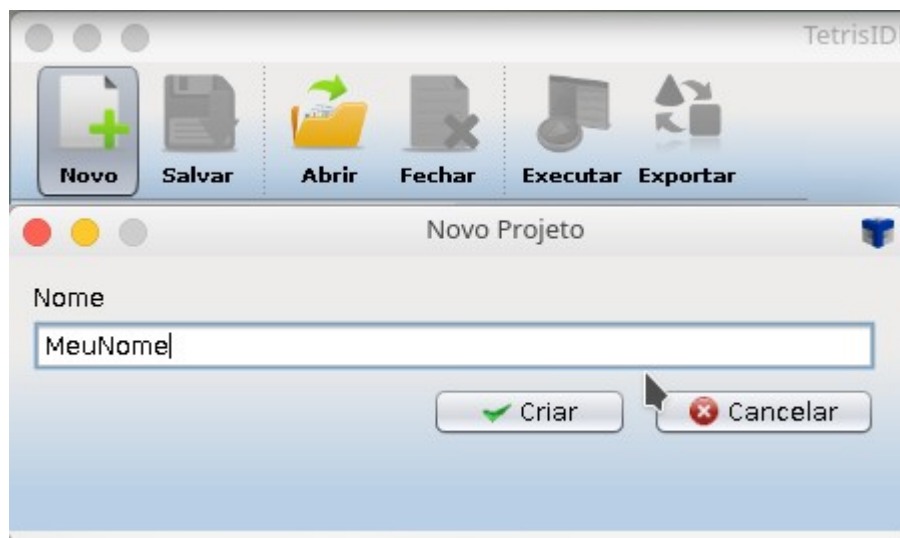 TetrisID
Novo Salvar Abrir Fechar Executar Exportar
Novo Projeto
Nome
MeuNome
Criar Cancelar